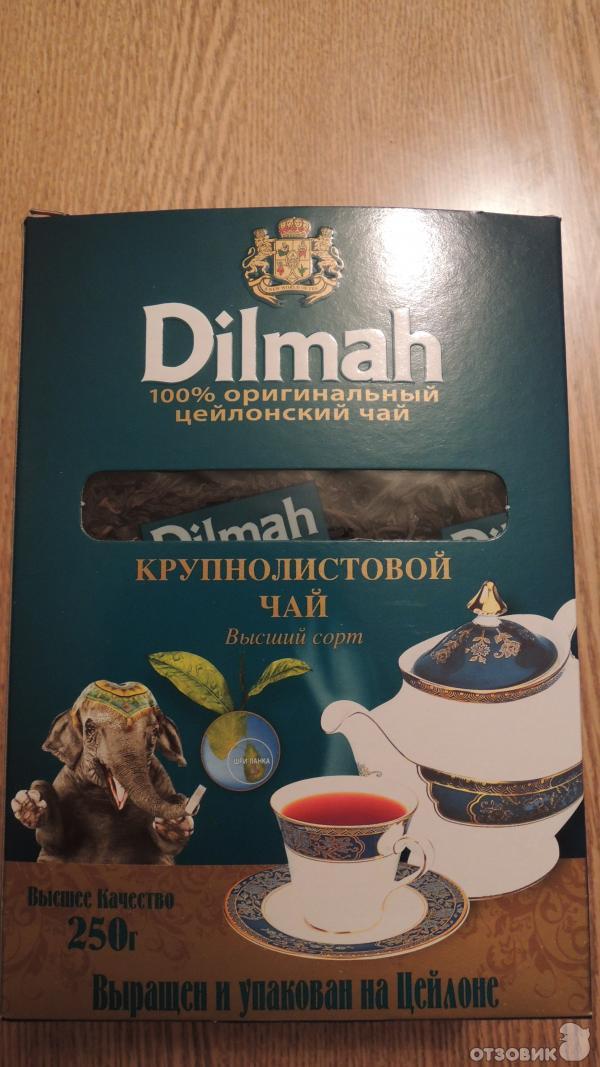 Dilmah
100% оригинальный
цейлонский чай
Dilmah
Dil
КРУПНОЛИСТОВОЙ
ЧАЙ
Высший сорт
ШРИ ЛАНКА
Высшее Качество
250г
Выращен и упакован на Цейлоне
ОТЗОВИК